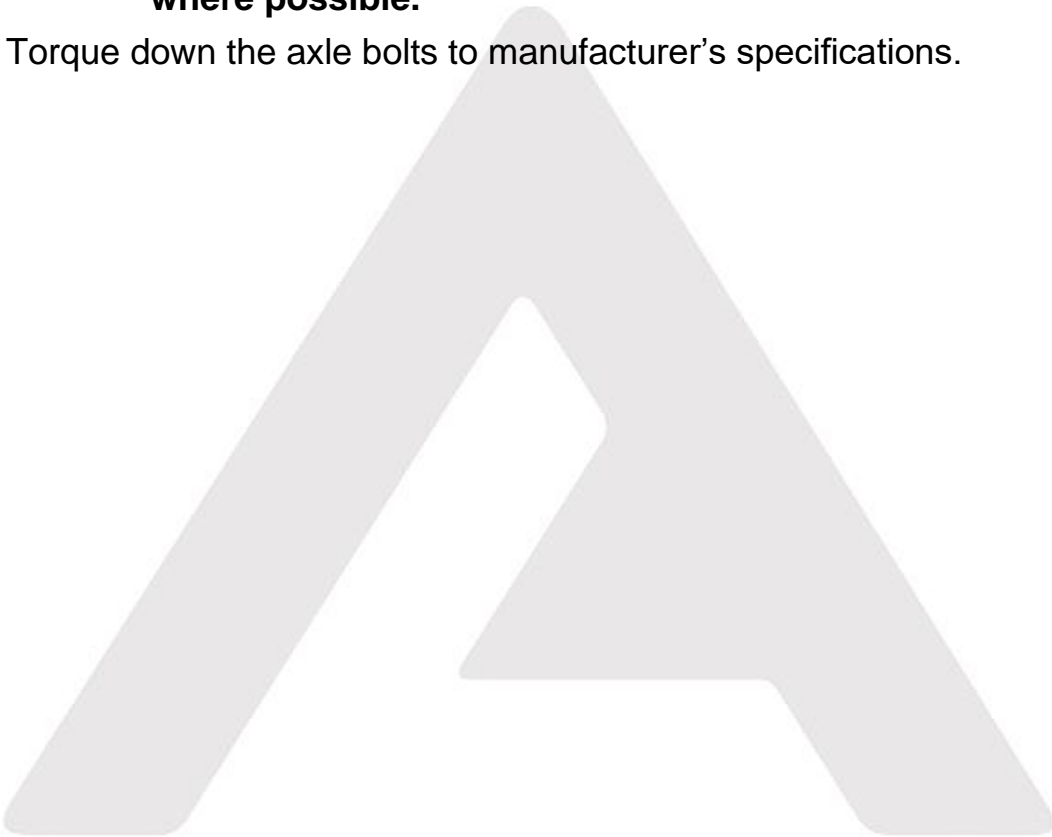 where possible.
Torque down the axle bolts to manufacturer’s specifications.